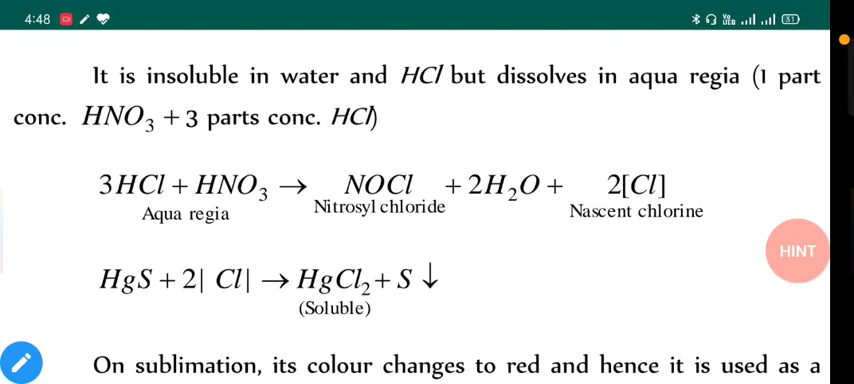 4:48 81
It is insoluble in water and HCl but dissolves in aqua regia (1 part
conc. HNO₃ + 3 parts conc. HCl)
3HCl + HNO₃ → NOCl + 2H₂O + 2[Cl]
Aqua regia Nitrosyl chloride Nascent chlorine
HINT
HgS + 2| Cl| → HgCl₂ + S ↓
(Soluble)
On sublimation, its colour changes to red and hence it is used as a